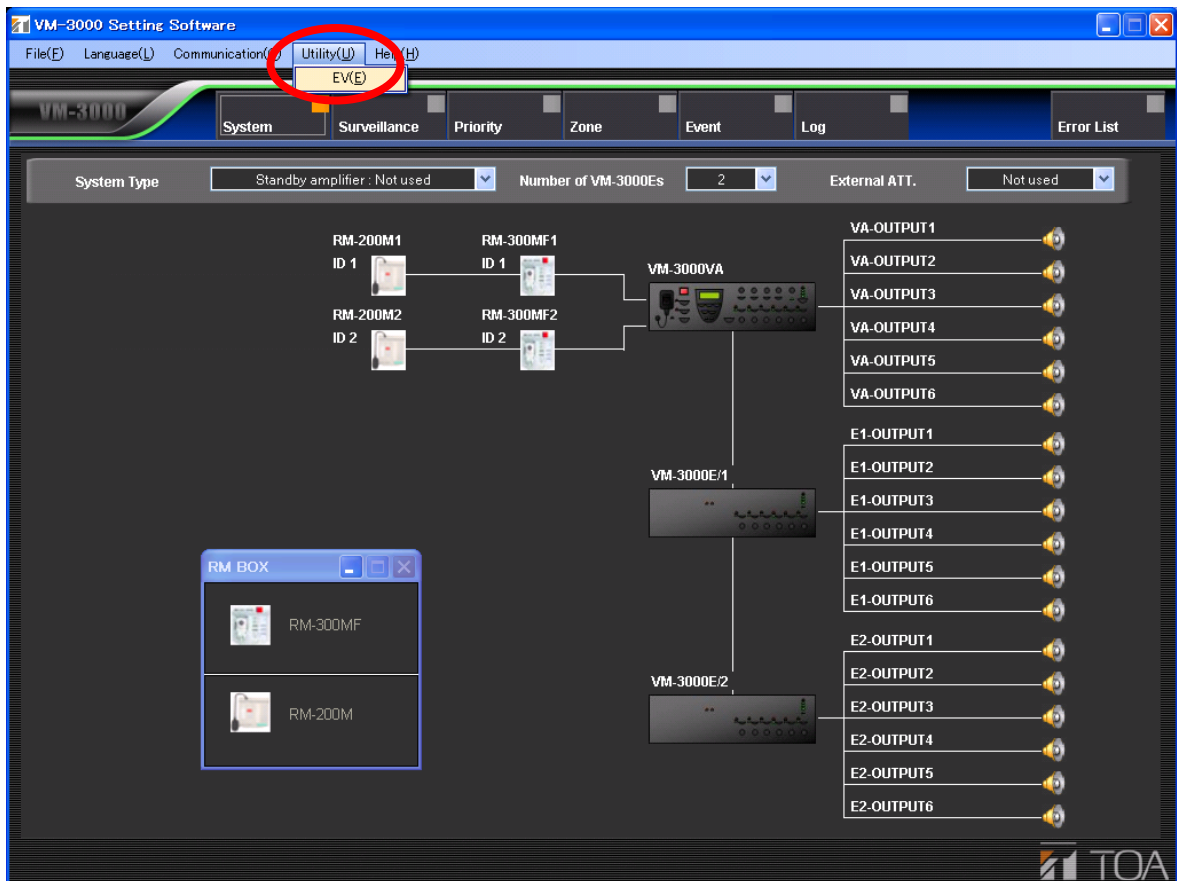 VM-3000 Setting Software
File(F) Language(L) Communication( ) Utility(U) Help(H)
EV(E)
VM-3000
System Surveillance Priority Zone Event Log Error List
System Type Standby amplifier : Not used Number of VM-3000Es 2 External ATT. Not used
RM-200M1 RM-300MF1 VA-OUTPUT1
ID 1 ID 1 VM-3000VA VA-OUTPUT2
VA-OUTPUT3
RM-200M2 RM-300MF2 VA-OUTPUT4
ID 2 ID 2 VA-OUTPUT5
VA-OUTPUT6
E1-OUTPUT1
VM-3000E/1 E1-OUTPUT2
E1-OUTPUT3
E1-OUTPUT4
RM BOX E1-OUTPUT5
E1-OUTPUT6
RM-300MF
E2-OUTPUT1
VM-3000E/2 E2-OUTPUT2
RM-200M E2-OUTPUT3
E2-OUTPUT4
E2-OUTPUT5
E2-OUTPUT6
TOA